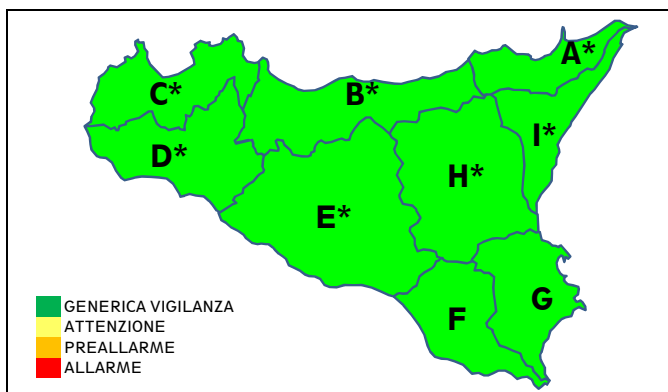 A*
C*
B*
I*
D*
H*
E*
G
F
GENERICA VIGILANZA
ATTENZIONE
PREALLARME
ALLARME